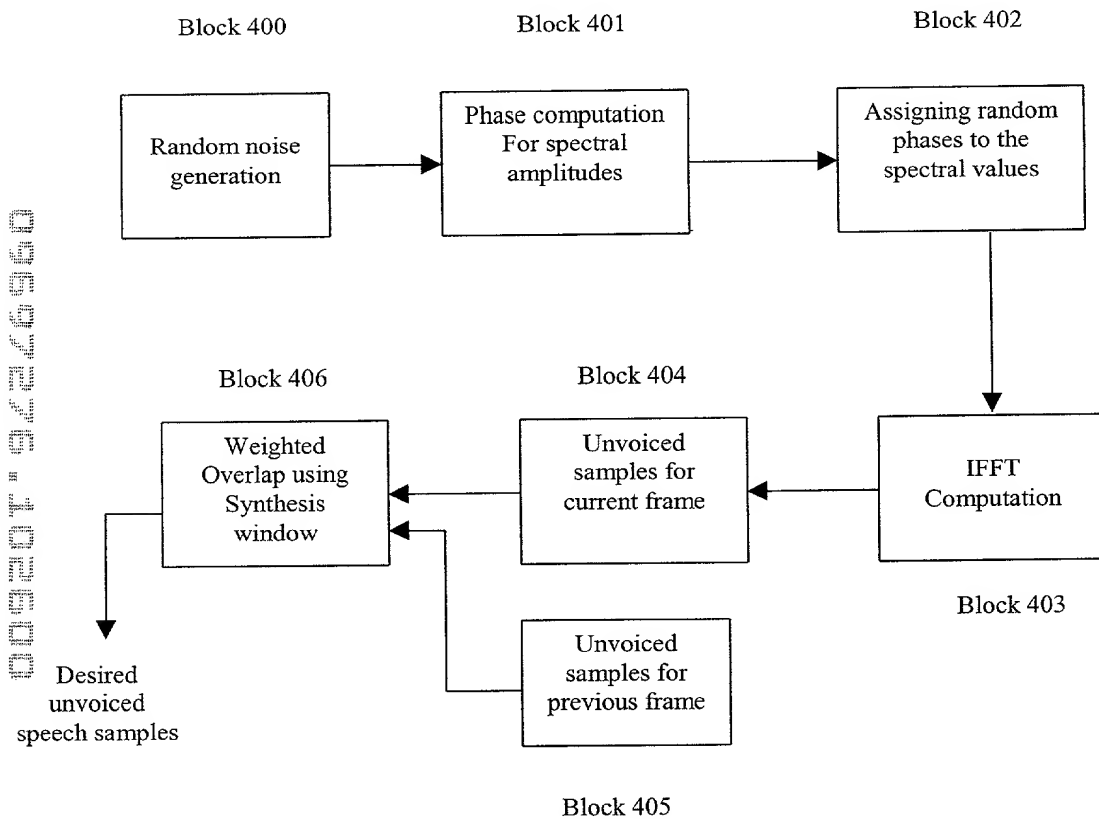 Block 400
Block 401
Block 402
Random noise
generation
Phase computation
For spectral
amplitudes
Assigning random
phases to the
spectral values
Block 406
Block 404
Weighted
Overlap using
Synthesis
window
Unvoiced
samples for
current frame
IFFT
Computation
Block 403
Desired
unvoiced
speech samples
Unvoiced
samples for
previous frame
Block 405